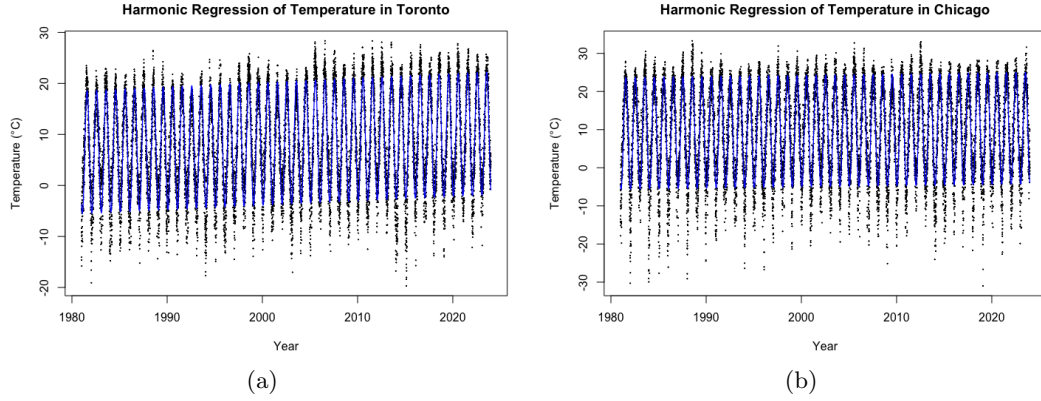 Harmonic Regression of Temperature in Toronto
Temperature (°C)
30
20
10
0
-10
-20
1980
1990
2000
2010
2020
Year
(a)
Harmonic Regression of Temperature in Chicago
Temperature (°C)
30
20
10
0
-10
-20
-30
1980
1990
2000
2010
2020
Year
(b)